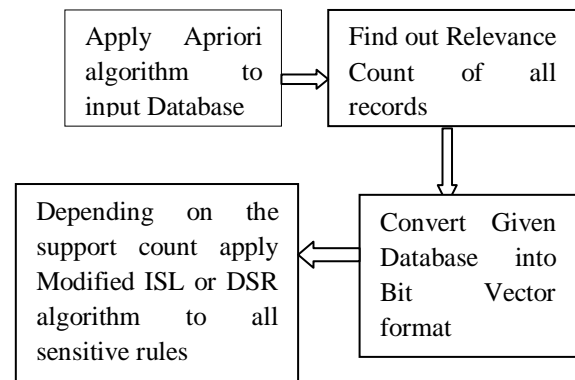 Apply Apriori
algorithm to
input Database
Find out Relevance
Count of all
records
Convert Given
Database into
Bit Vector
format
Depending on the
support count apply
Modified ISL or DSR
algorithm to all
sensitive rules